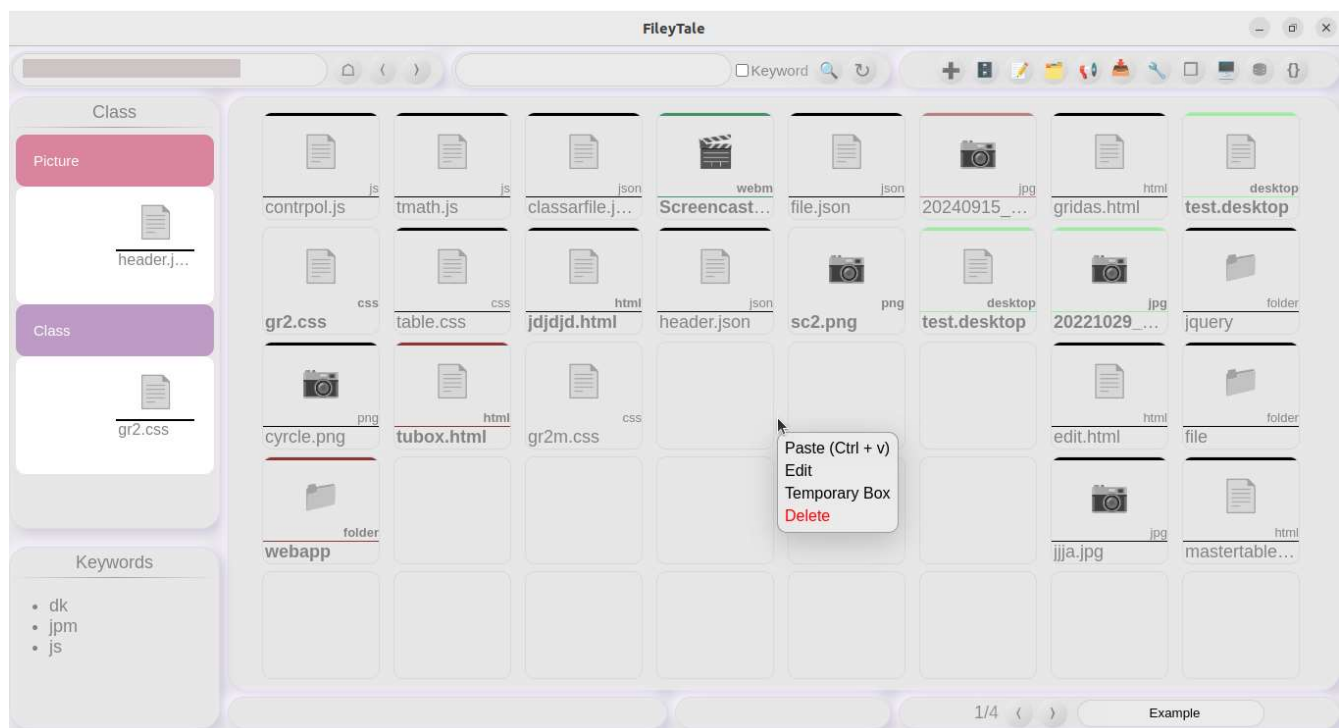 FileyTale
Keyword
{}
Class
Picture
header.j...
Class
gr2.css
Keywords
dk
jpm
js
js
js
json
webm
json
jpg
html
desktop
contrpol.js
tmath.js
classarfile.j...
Screencast...
file.json
20240915_...
gridas.html
test.desktop
css
css
html
json
png
desktop
jpg
folder
gr2.css
table.css
jdjdjd.html
header.json
sc2.png
test.desktop
20221029_...
jquery
png
html
css
html
folder
cyrcle.png
tubox.html
gr2m.css
edit.html
file
Paste (Ctrl + v)
Edit
Temporary Box
Delete
folder
jpg
html
webapp
jjja.jpg
mastertable...
1/4
Example